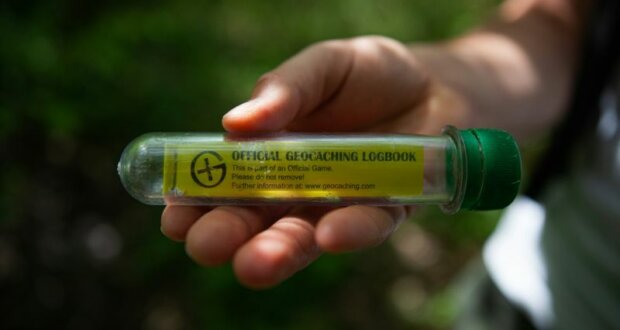 OFFICIAL GEOCACHING LOGBOOK
This is part of an Official Game.
Please do not remove!
Further information at: www.geocaching.com